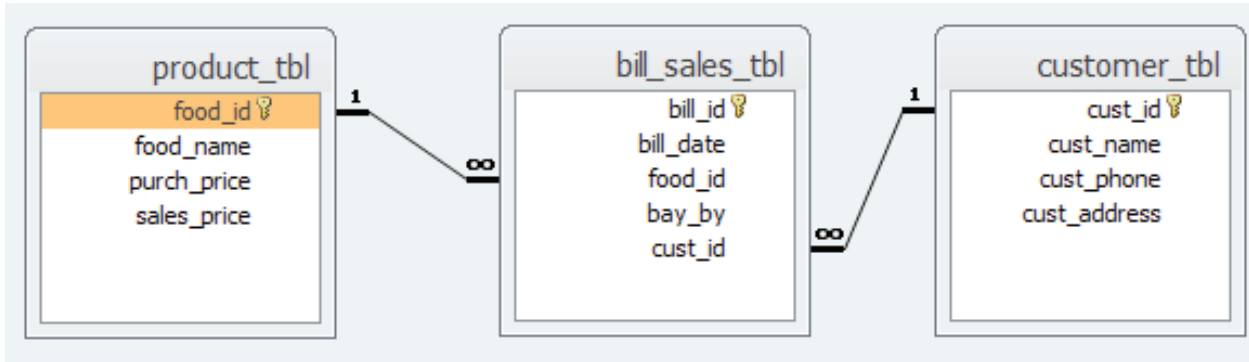 product_tbl
food_id
food_name
purch_price
sales_price
1
∞
bill_sales_tbl
bill_id
bill_date
food_id
bay_by
cust_id
∞
1
customer_tbl
cust_id
cust_name
cust_phone
cust_address